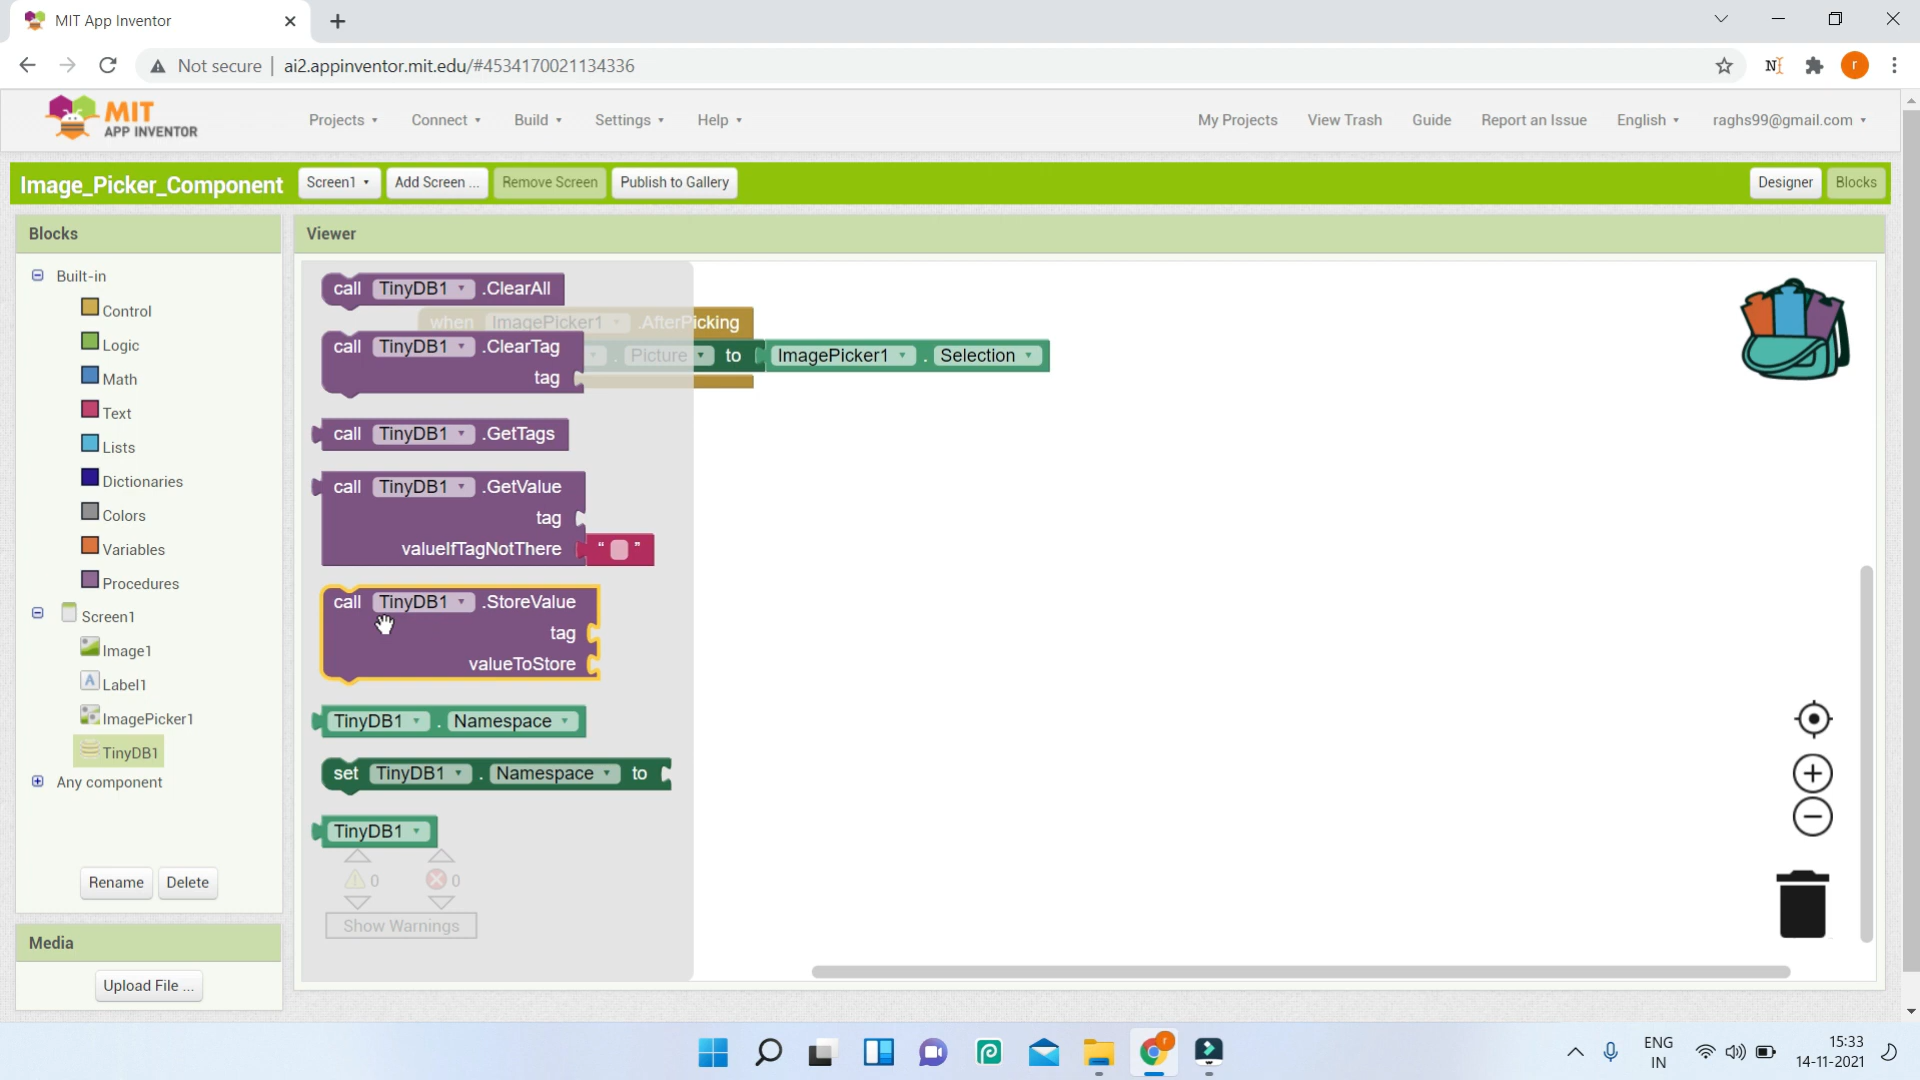 MIT App Inventor
Not secure | ai2.appinventor.mit.edu/#4534170021134336
r
MIT
APP INVENTOR
Projects Connect Build Settings Help My Projects View Trash Guide Report an Issue English raghs99@gmail.com
Image_Picker_Component Screen1 Add Screen ... Remove Screen Publish to Gallery Designer Blocks
Blocks
Viewer
Built-in
Control
Logic
Math
Text
Lists
Dictionaries
Colors
Variables
Procedures
Screen1
Image1
A Label1
ImagePicker1
TinyDB1
Any component
Rename Delete
Media
Upload File ...
call TinyDB1 .ClearAll
when ImagePicker1 .AfterPicking
call TinyDB1 .ClearTag
tag
. Picture to ImagePicker1 . Selection
call TinyDB1 .GetTags
call TinyDB1 .GetValue
tag
valueIfTagNotThere " "
call TinyDB1 .StoreValue
tag
valueToStore
TinyDB1 . Namespace
set TinyDB1 . Namespace to
TinyDB1
0 0
Show Warnings
r
ENG
IN
15:33
14-11-2021